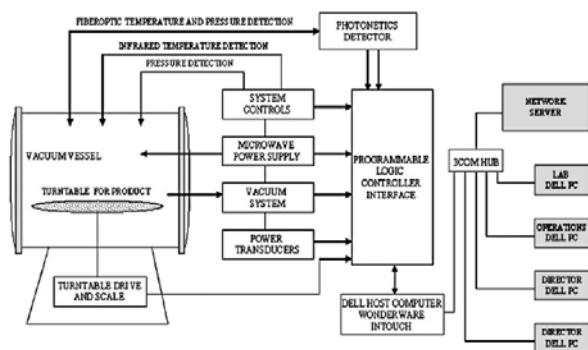 FIBEROPTIC TEMPERATURE AND PRESSURE DETECTION
PHOTONETICS
DETECTOR
INFRARED TEMPERATURE DETECTION
PRESSURE DETECTION
SYSTEM
CONTROLS
NETWORK
SERVER
VACUUM VESSEL
MICROWAVE
POWER SUPPLY
PROGRAMMABLE
LOGIC
CONTROLLER
INTERFACE
3COM HUB
LAB
DELL PC
TURNTABLE FOR PRODUCT
VACUUM
SYSTEM
OPERATIONS
DELL PC
POWER
TRANSDUCERS
TURNTABLE DRIVE
AND SCALE
DIRECTOR
DELL PC
DELL HOST COMPUTER
WONDERWARE
INTOUCH
DIRECTOR
DELL PC